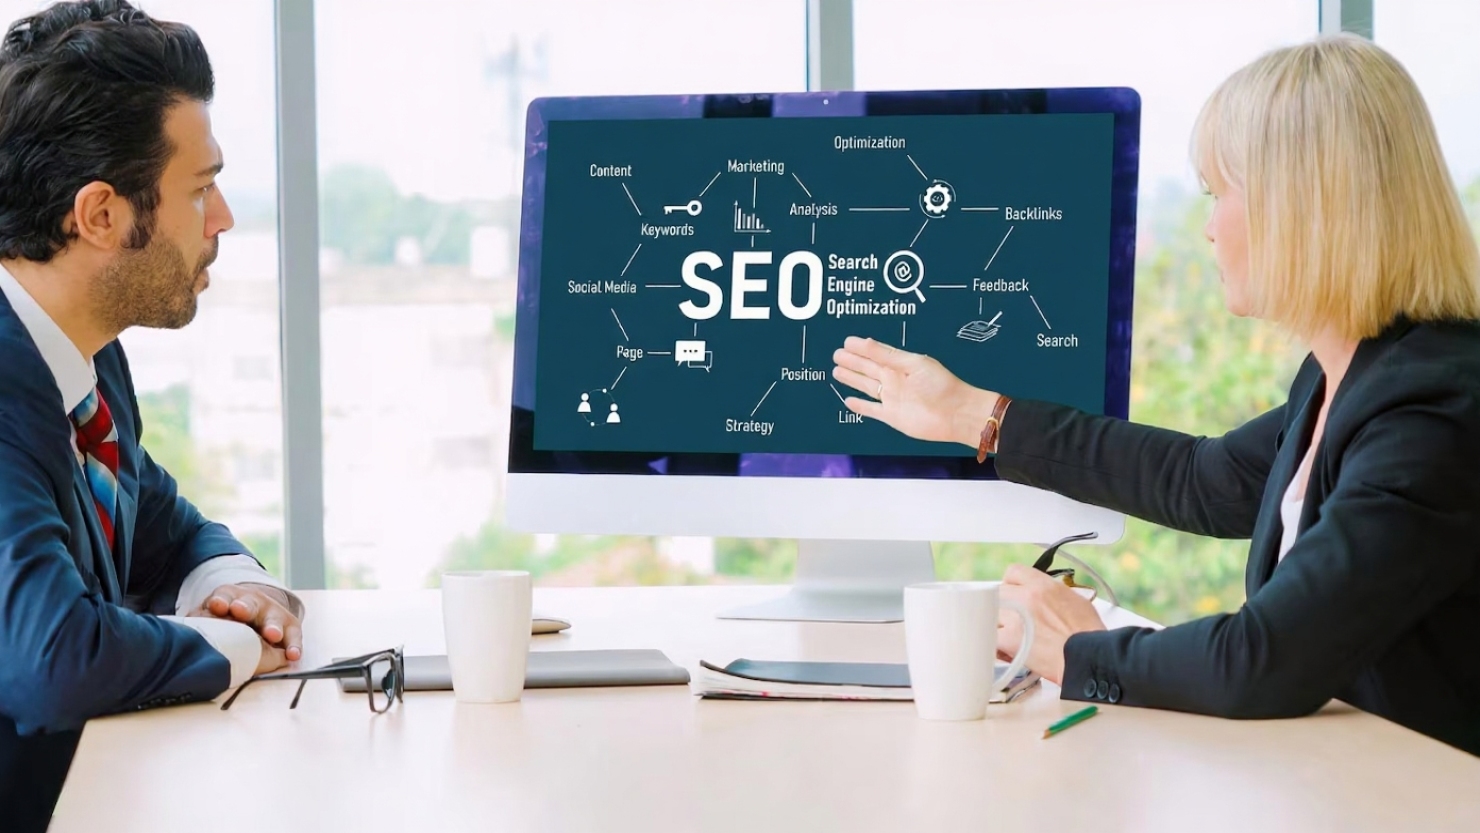 Optimization
Marketing
Content
Analysis
Backlinks
Keywords
SEO
Search
Engine
Optimization
Social Media
Feedback
Search
Page
Position
Link
Strategy